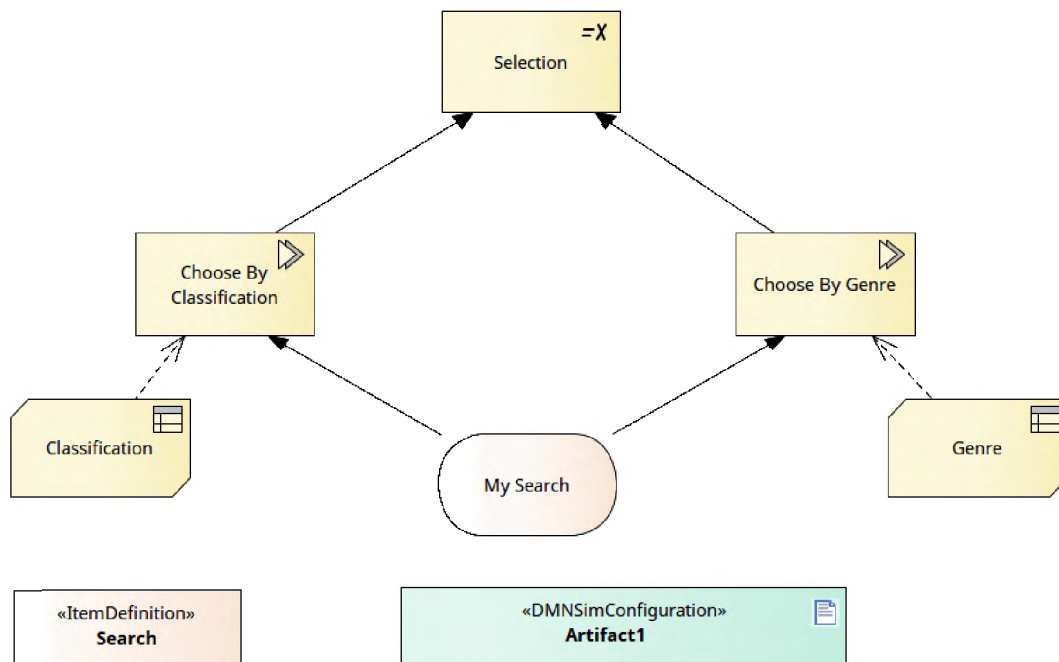 =X
Selection
Choose By
Classification
Choose By Genre
Classification
My Search
Genre
«ItemDefinition»
Search
«DMNSimConfiguration»
Artifact1